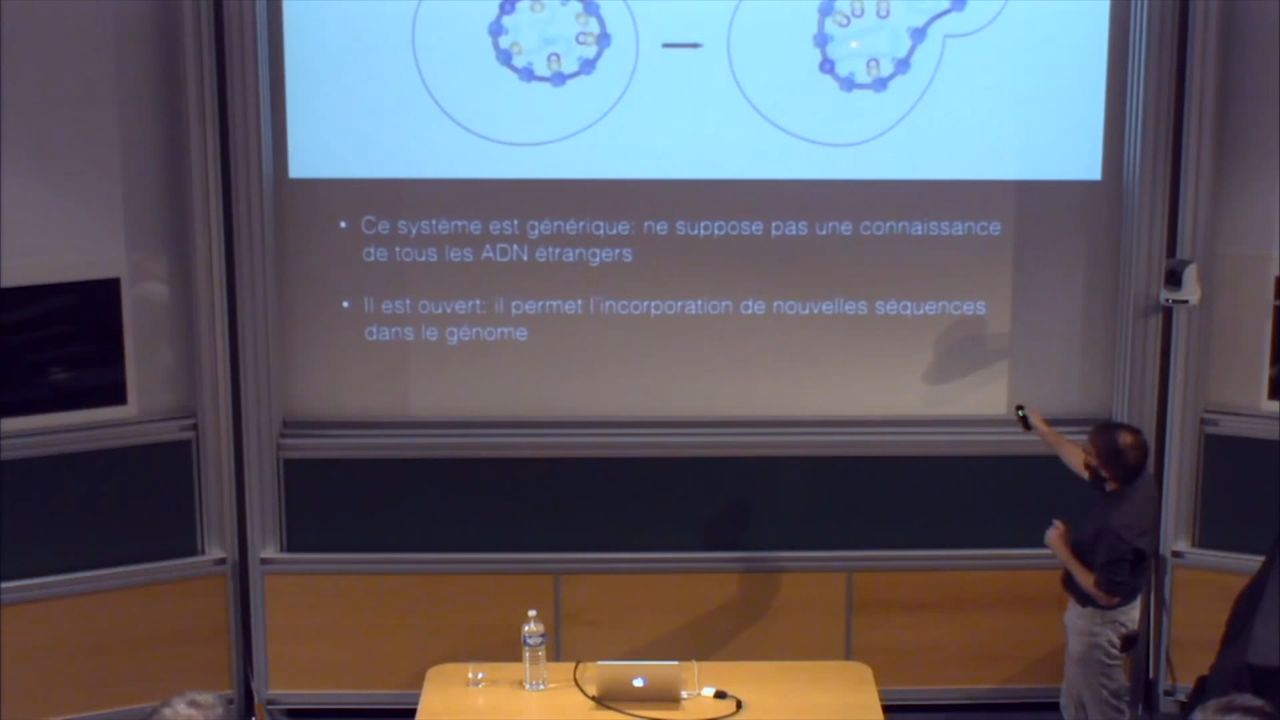 • Ce système est générique: ne suppose pas une connaissance
de tous les ADN étrangers
• Il est ouvert: il permet l'incorporation de nouvelles séquences
dans le génome